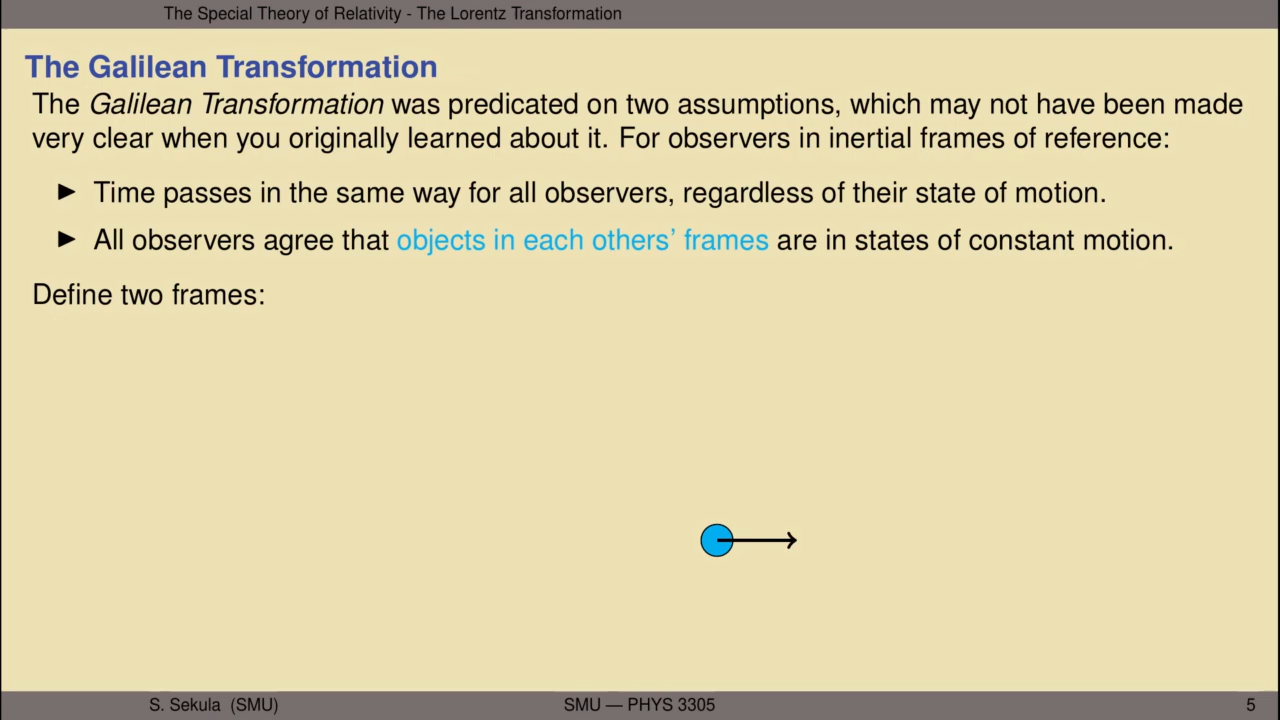 The Special Theory of Relativity - The Lorentz Transformation
The Galilean Transformation
The Galilean Transformation was predicated on two assumptions, which may not have been made
very clear when you originally learned about it. For observers in inertial frames of reference:
► Time passes in the same way for all observers, regardless of their state of motion.
► All observers agree that objects in each others’ frames are in states of constant motion.
Define two frames:
S. Sekula (SMU) SMU — PHYS 3305 5